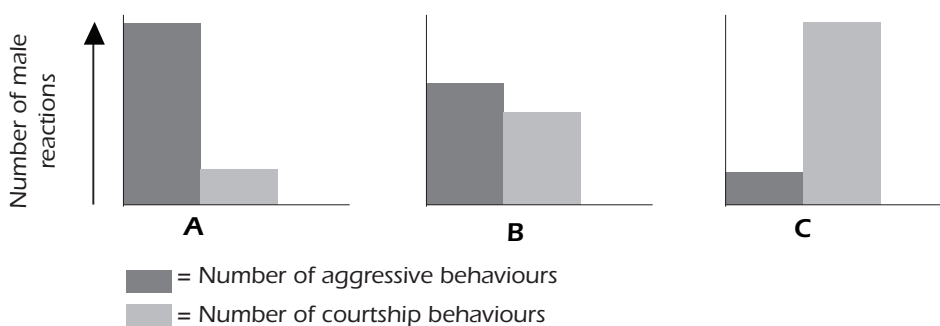 Number of male
reactions
A
B
C
= Number of aggressive behaviours
= Number of courtship behaviours